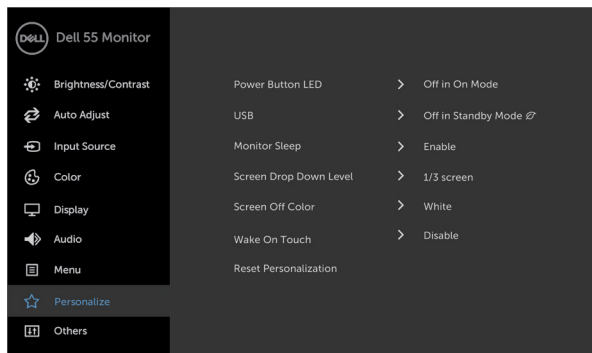 DELL Dell 55 Monitor
Brightness/Contrast
Auto Adjust
Input Source
Color
Display
Audio
Menu
Personalize
Others
Power Button LED > Off in On Mode
USB > Off in Standby Mode
Monitor Sleep > Enable
Screen Drop Down Level > 1/3 screen
Screen Off Color > White
Wake On Touch > Disable
Reset Personalization